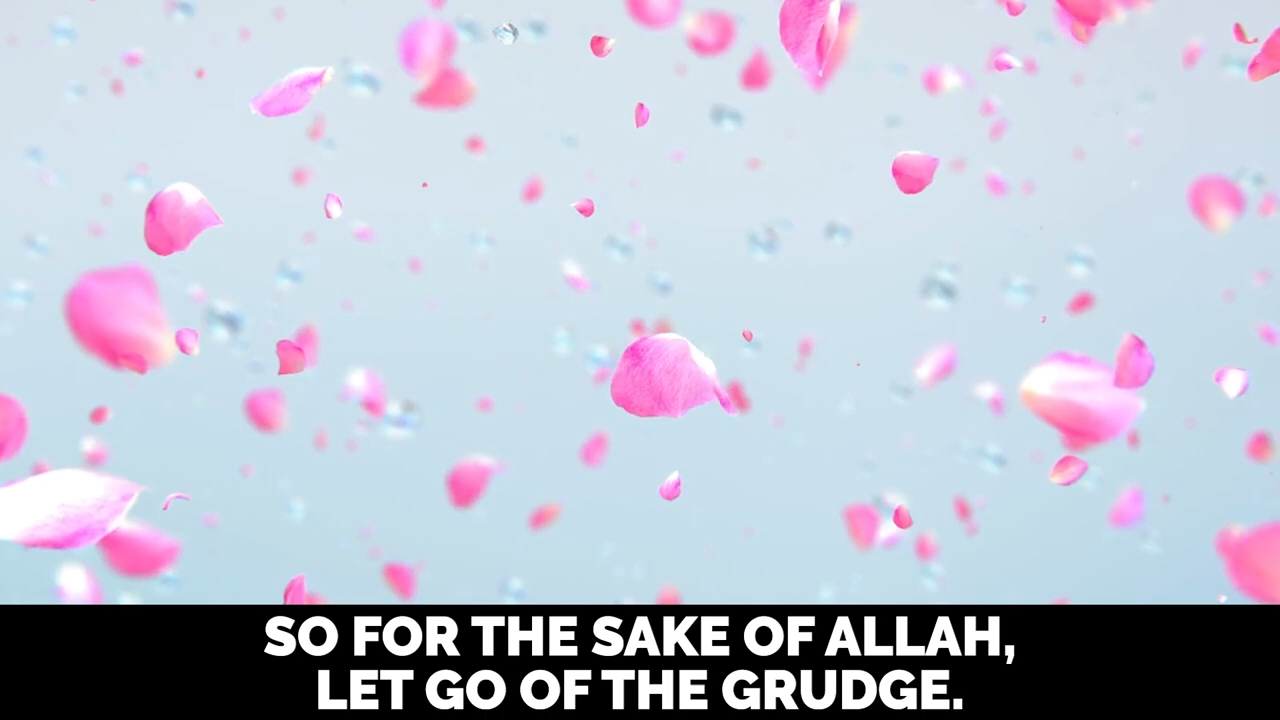 SO FOR THE SAKE OF ALLAH,
LET GO OF THE GRUDGE.